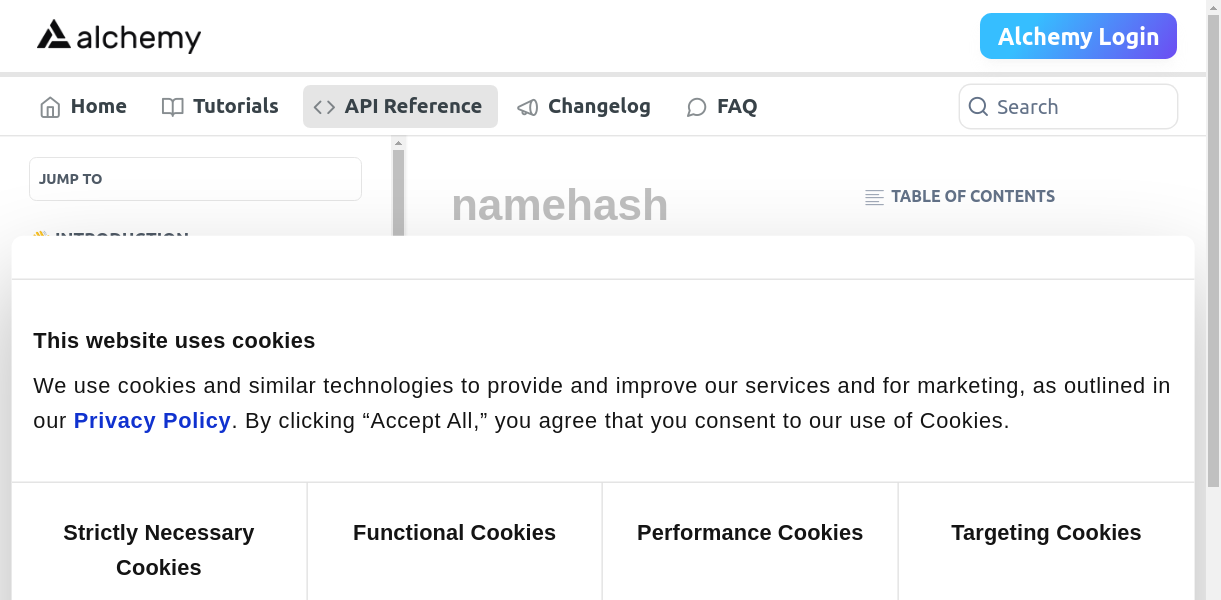 alchemy
Alchemy Login
Home Tutorials API Reference Changelog FAQ Search
JUMP TO
namehash
TABLE OF CONTENTS
INTRODUCTION
This website uses cookies
We use cookies and similar technologies to provide and improve our services and for marketing, as outlined in
our Privacy Policy. By clicking “Accept All,” you agree that you consent to our use of Cookies.
Strictly Necessary
Cookies
Functional Cookies
Performance Cookies
Targeting Cookies